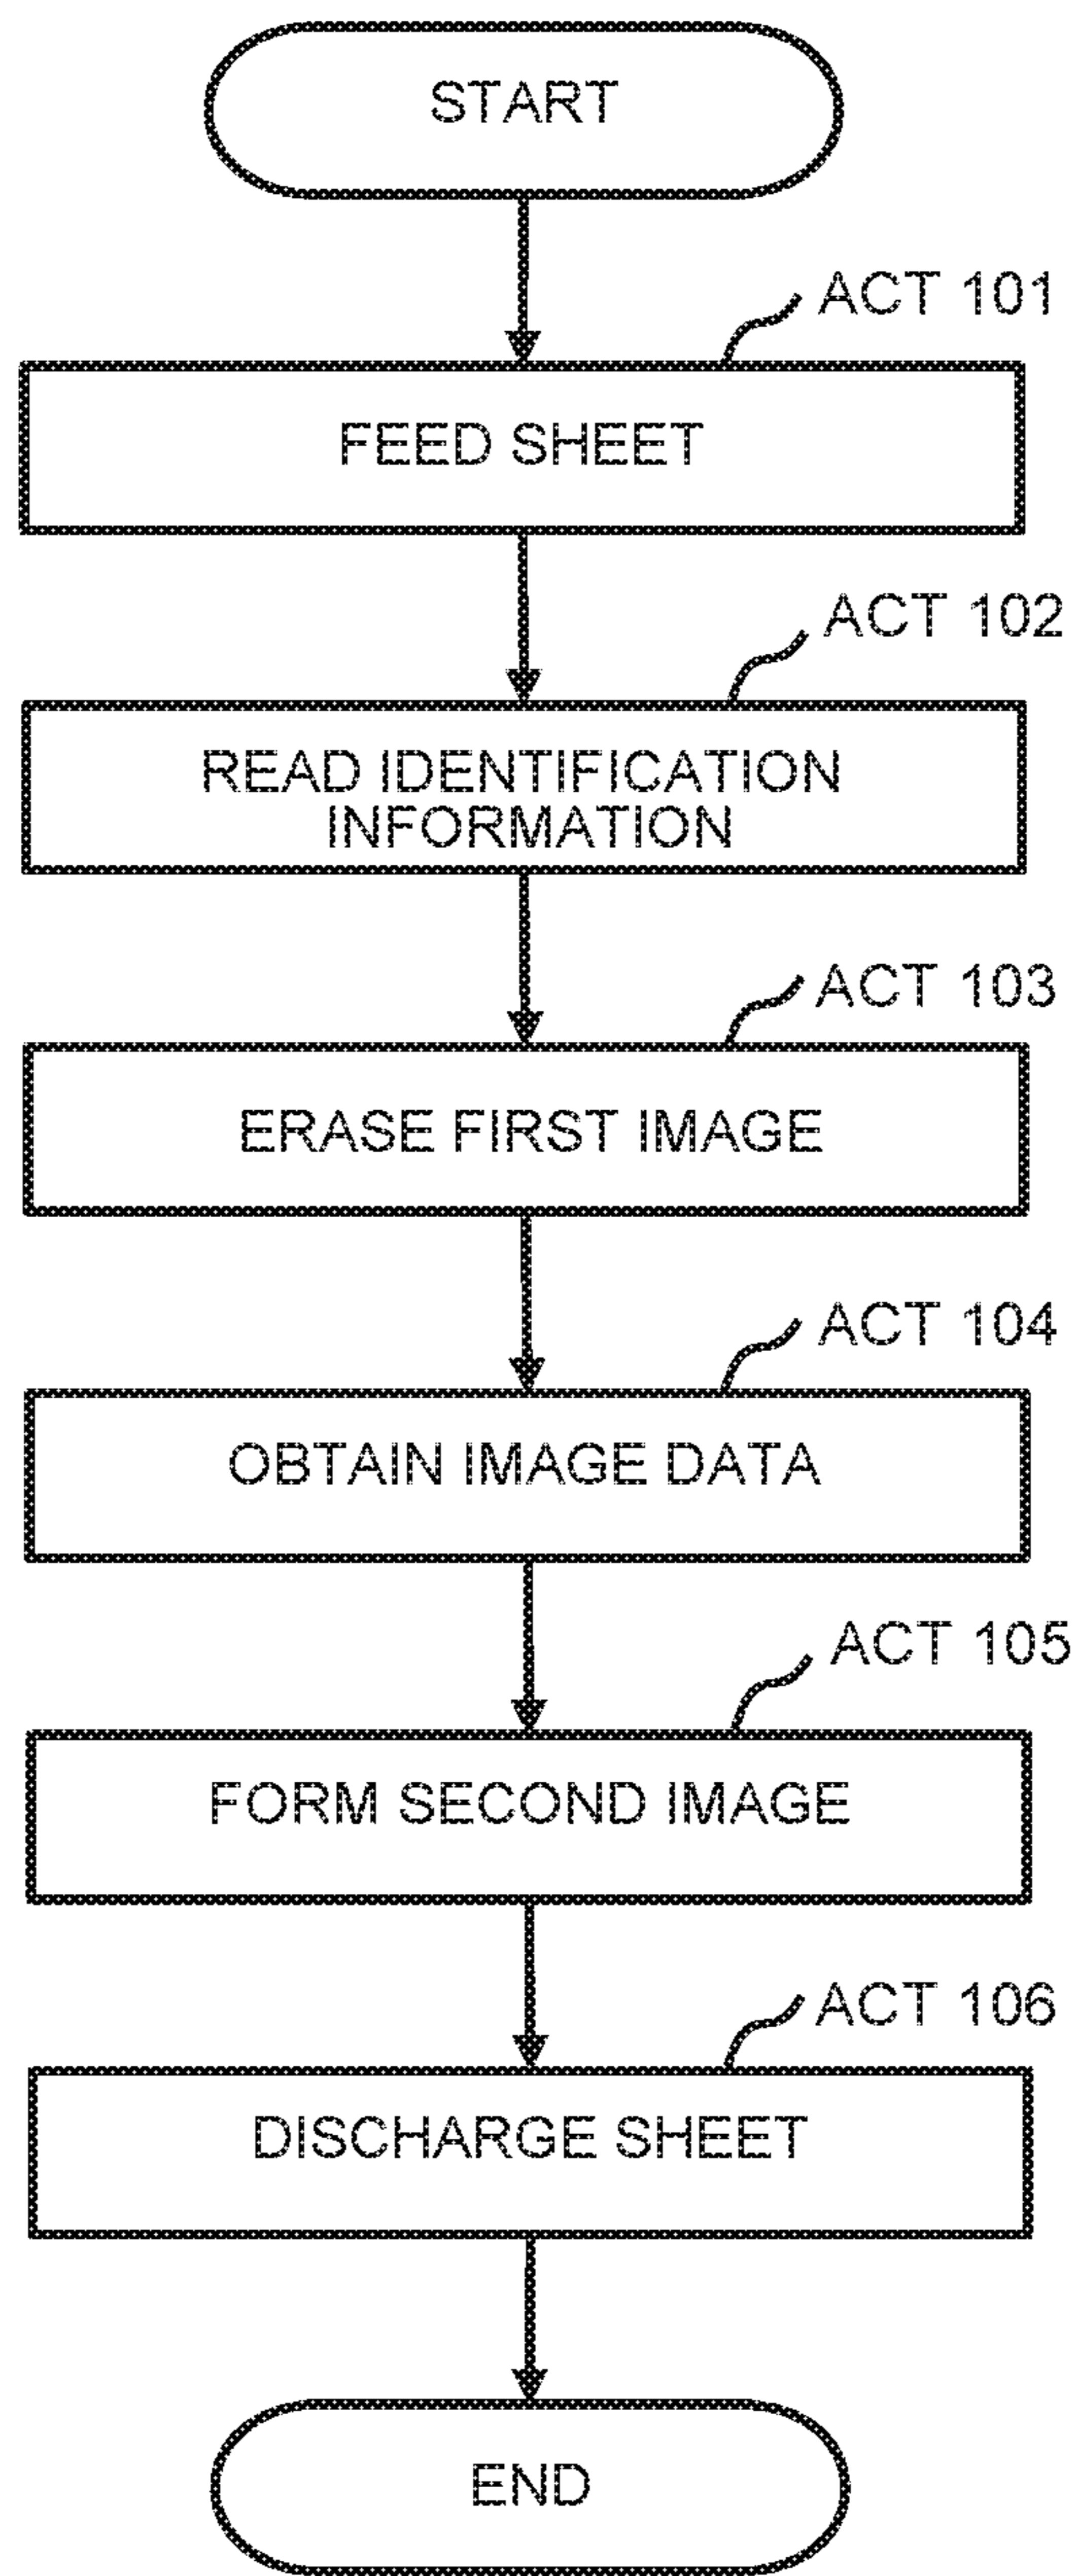 START
ACT 101
FEED SHEET
ACT 102
READ IDENTIFICATION
INFORMATION
ACT 103
ERASE FIRST IMAGE
ACT 104
OBTAIN IMAGE DATA
ACT 105
FORM SECOND IMAGE
ACT 106
DISCHARGE SHEET
END